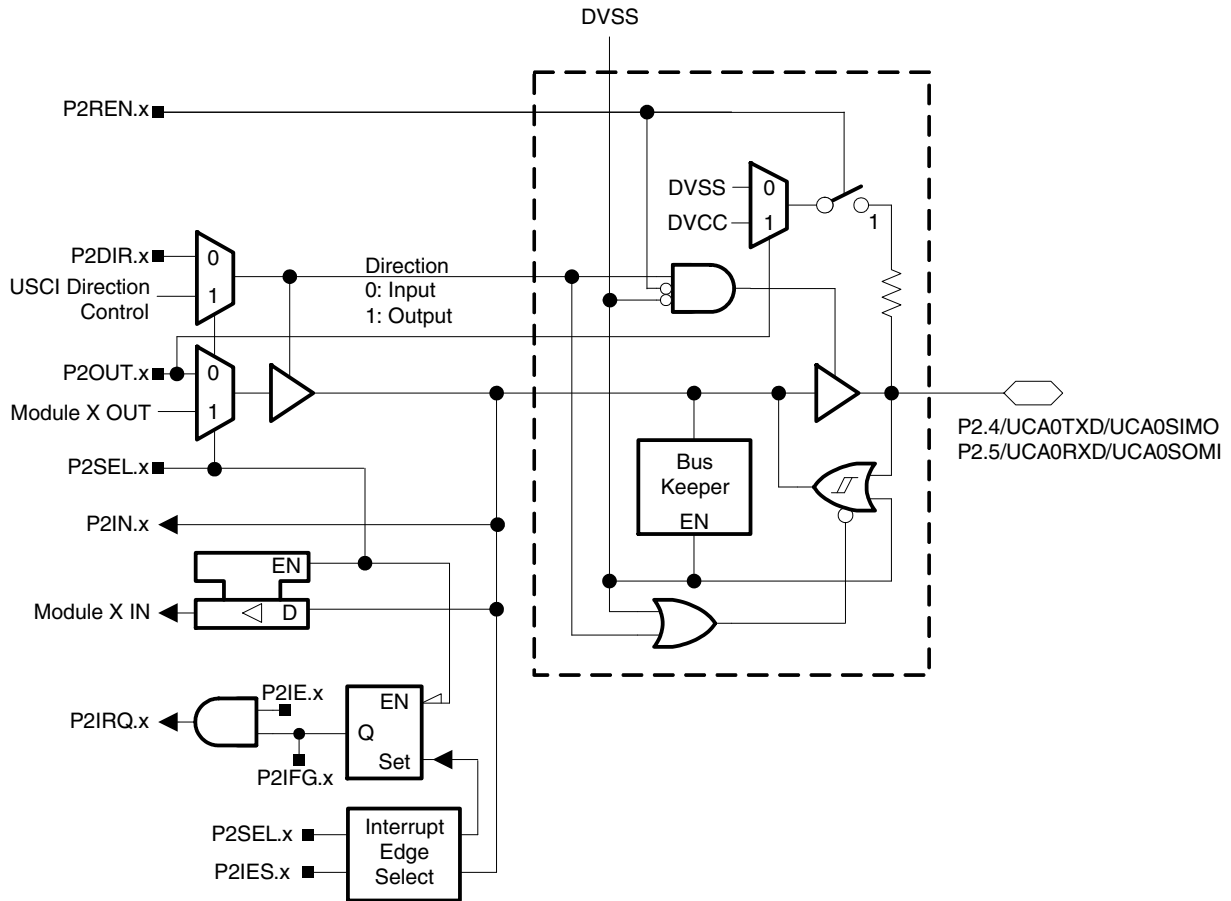 DVSS
P2REN.x
DVSS
0
DVCC
1
1
P2DIR.x
0
USCI Direction
Control
1
Direction
0: Input
1: Output
P2OUT.x
0
Module X OUT
1
P2SEL.x
P2.4/UCA0TXD/UCA0SIMO
P2.5/UCA0RXD/UCA0SOMI
Bus
Keeper
EN
P2IN.x
EN
Module X IN
D
P2IE.x
EN
P2IRQ.x
Q
Set
P2IFG.x
P2SEL.x
P2IES.x
Interrupt
Edge
Select